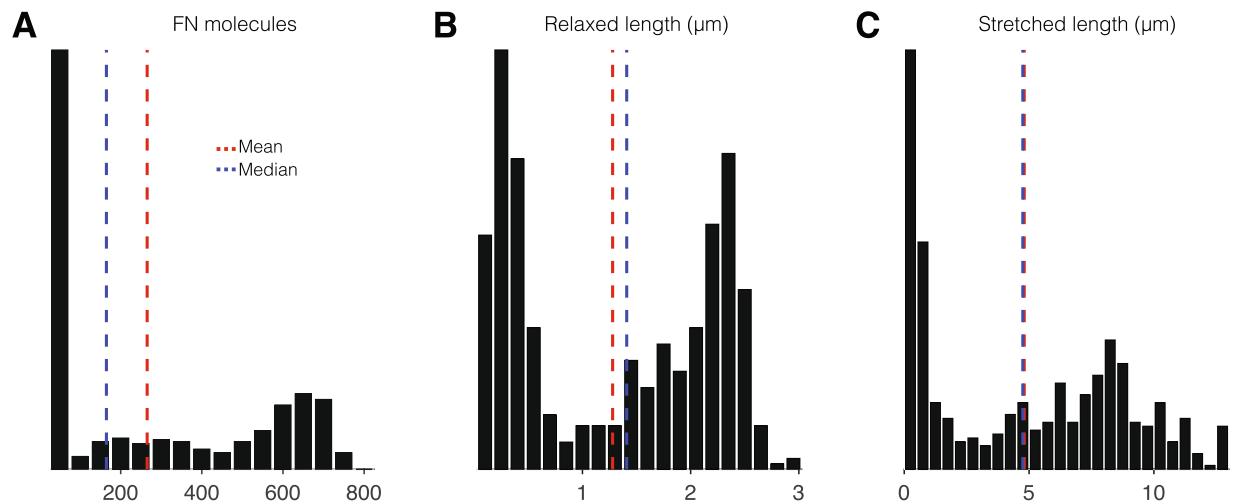 A
FN molecules
Mean
Median
200 400 600 800
B
Relaxed length (μm)
1 2 3
C
Stretched length (μm)
0 5 10